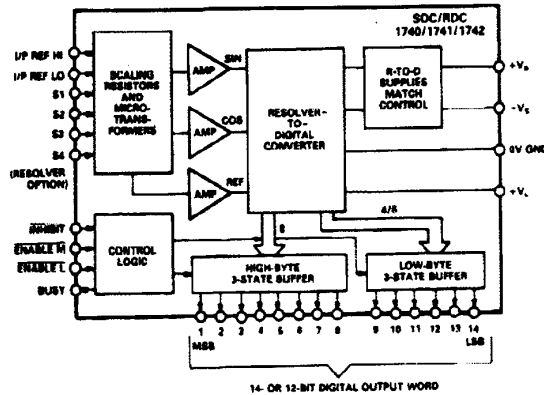 SDC/RDC
1740/1741/1742
I/P REF HI
I/P REF LO
S1
S2
S3
S4
(RESOLVER
OPTION)
SCALING
RESISTORS
AND
MICRO-
TRANS-
FORMERS
AMP
SIN
AMP
COS
AMP
REF
RESOLVER-
TO-
DIGITAL
CONVERTER
R-TO-D
SUPPLIES
MATCH
CONTROL
-VS
0V GND
+VL
INHIBIT
ENABLE M
ENABLE L
BUSY
CONTROL
LOGIC
8
4/6
HIGH-BYTE
3-STATE BUFFER
LOW-BYTE
3-STATE BUFFER
1 2 3 4 5 6 7 8 9 10 11 12 13 14
MSB LSB
14- OR 12-BIT DIGITAL OUTPUT WORD